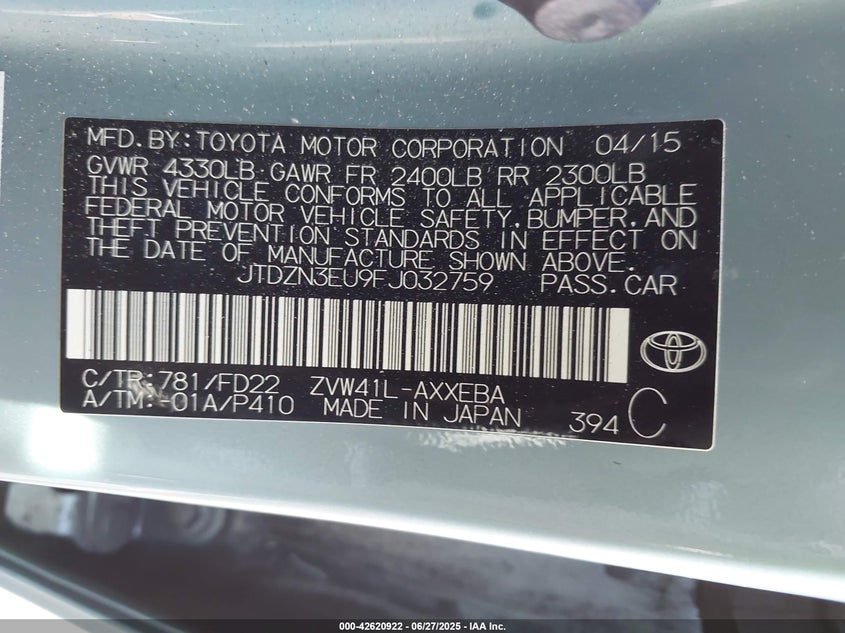 MFD.BY:TOYOTA MOTOR CORPORATION 04/15
GVWR 4330LB GAWR FR 2400LB RR 2300LB
THIS VEHICLE CONFORMS TO ALL APPLICABLE
FEDERAL MOTOR VEHICLE SAFETY,BUMPER,AND
THEFT PREVENTION STANDARDS IN EFFECT ON
THE DATE OF MANUFACTURE SHOWN ABOVE.
JTDZN3EU9FJ032759 PASS.CAR
C/TR:781/FD22 ZVW41L-AXXEBA
A/TM:-01A/P410 MADE IN JAPAN 394 C
000-42620922 - 06/27/2025 - IAA Inc.